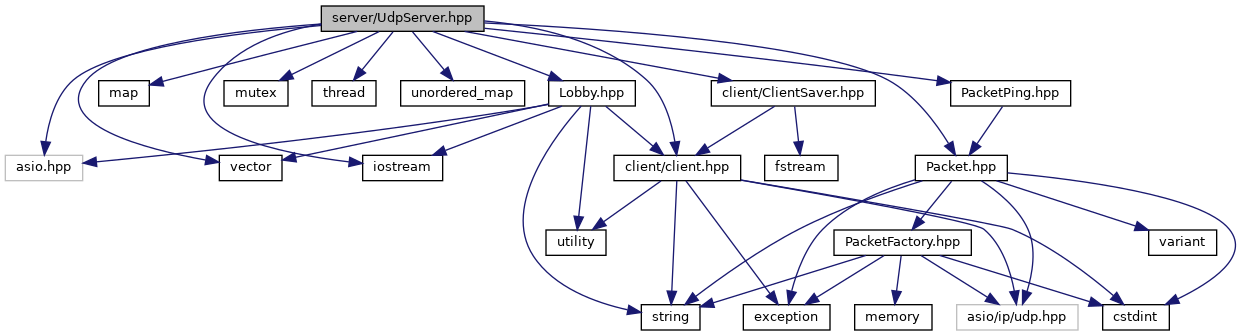 server/UdpServer.hpp
map
mutex
thread
unordered_map
Lobby.hpp
client/ClientSaver.hpp
PacketPing.hpp
asio.hpp
vector
iostream
client/client.hpp
fstream
Packet.hpp
utility
PacketFactory.hpp
variant
string
exception
memory
asio/ip/udp.hpp
cstdint